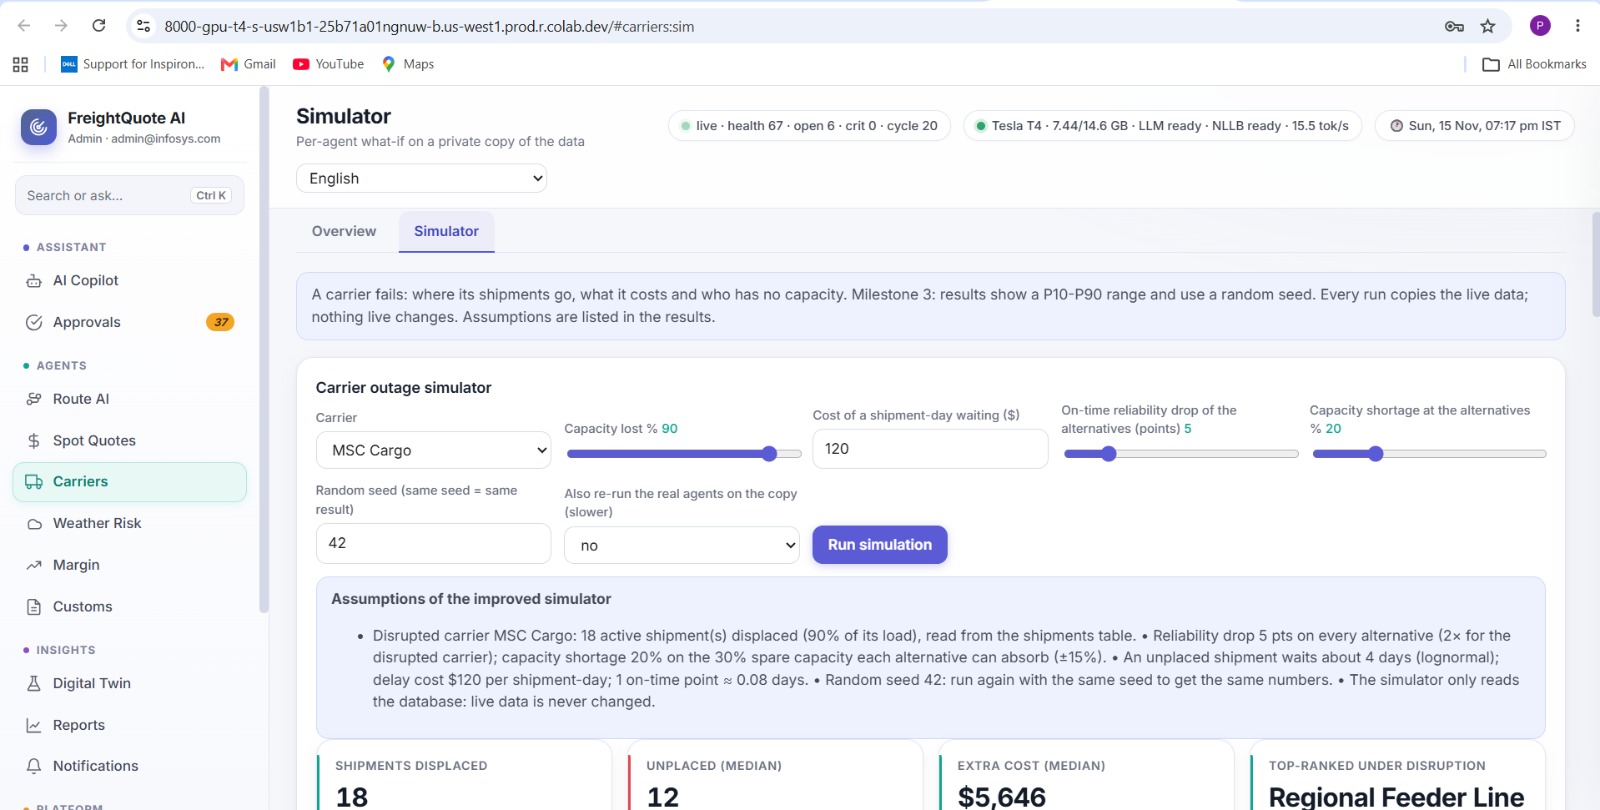 8000-gpu-t4-s-usw1b1-25b71a01ngnuw-b.us-west1.prod.r.colab.dev/#carriers:sim
P
DELL
Support for Inspiron...
Gmail
YouTube
Maps
All Bookmarks
FreightQuote AI
Admin · admin@infosys.com
Search or ask...
Ctrl K
ASSISTANT
AI Copilot
Approvals
37
AGENTS
Route AI
Spot Quotes
Carriers
Weather Risk
Margin
Customs
INSIGHTS
Digital Twin
Reports
Notifications
PLATFORM
Simulator
Per-agent what-if on a private copy of the data
live · health 67 · open 6 · crit 0 · cycle 20
Tesla T4 · 7.44/14.6 GB · LLM ready · NLLB ready · 15.5 tok/s
Sun, 15 Nov, 07:17 pm IST
English
Overview
Simulator
A carrier fails: where its shipments go, what it costs and who has no capacity. Milestone 3: results show a P10-P90 range and use a random seed. Every run copies the live data;
nothing live changes. Assumptions are listed in the results.
Carrier outage simulator
Carrier
MSC Cargo
Capacity lost % 90
Cost of a shipment-day waiting ($)
120
On-time reliability drop of the
alternatives (points) 5
Capacity shortage at the alternatives
% 20
Random seed (same seed = same
result)
42
Also re-run the real agents on the copy
(slower)
no
Run simulation
Assumptions of the improved simulator
• Disrupted carrier MSC Cargo: 18 active shipment(s) displaced (90% of its load), read from the shipments table. • Reliability drop 5 pts on every alternative (2× for the
disrupted carrier); capacity shortage 20% on the 30% spare capacity each alternative can absorb (±15%). • An unplaced shipment waits about 4 days (lognormal);
delay cost $120 per shipment-day; 1 on-time point ≈ 0.08 days. • Random seed 42: run again with the same seed to get the same numbers. • The simulator only reads
the database: live data is never changed.
SHIPMENTS DISPLACED
18
UNPLACED (MEDIAN)
12
EXTRA COST (MEDIAN)
$5,646
TOP-RANKED UNDER DISRUPTION
Regional Feeder Line